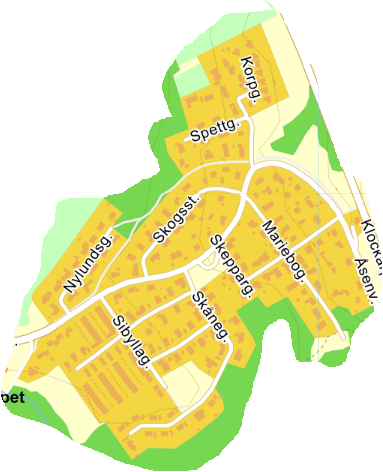 Korpg.
Spettg.
Skogsst.
Nylundsg.
Skepparg.
Mariebog.
Klockar
Åsenv.
Skåneg.
Sibyllag.
pet